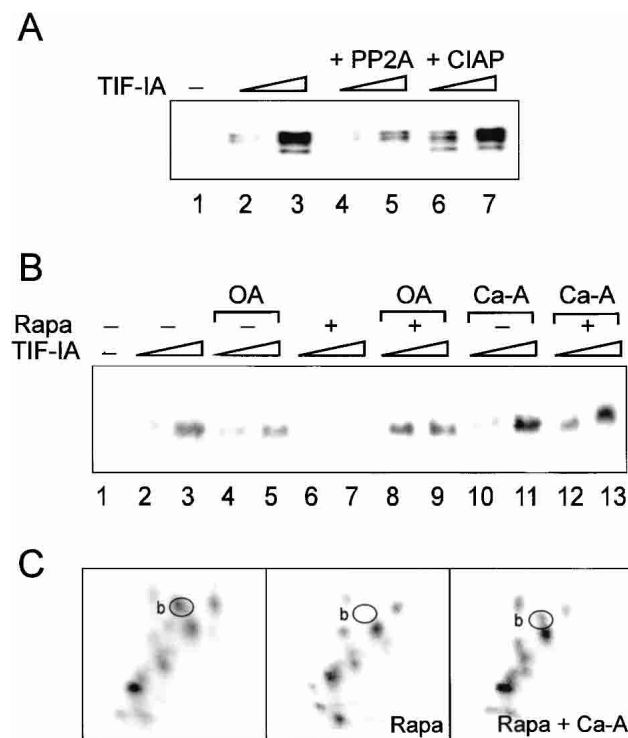 A
+ PP2A + CIAP
TIF-IA –
1 2 3 4 5 6 7
B
OA OA Ca-A Ca-A
Rapa – – – + + – +
TIF-IA –
1 2 3 4 5 6 7 8 9 10 11 12 13
C
b b b
Rapa Rapa + Ca-A